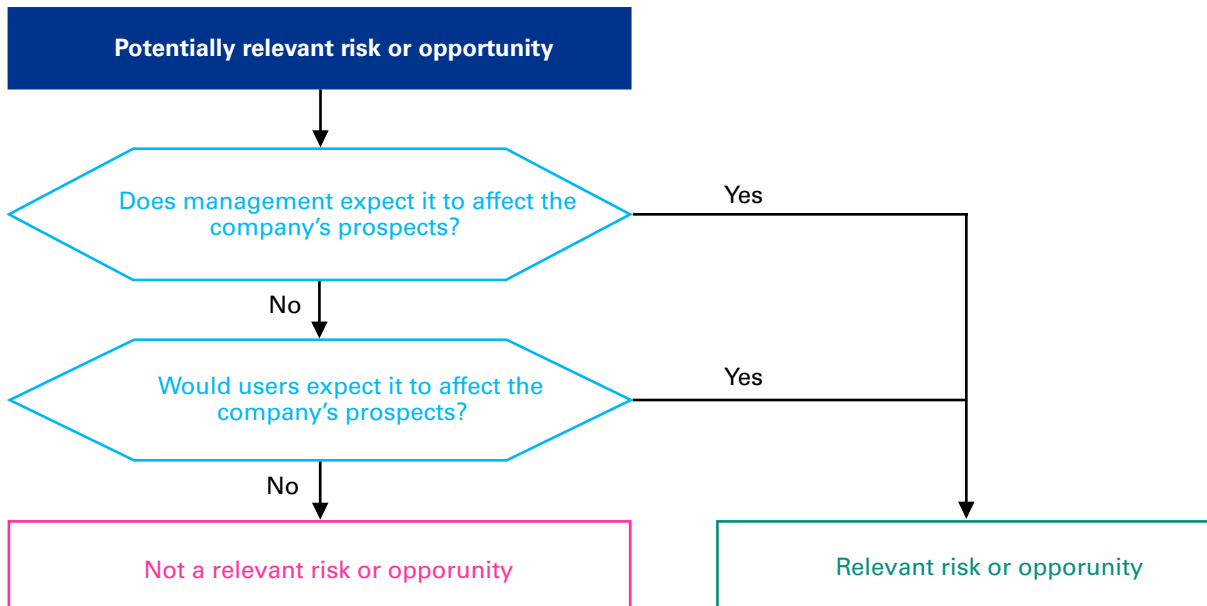 Potentially relevant risk or opportunity
Does management expect it to affect the
company’s prospects?
Yes
No
Would users expect it to affect the
company’s prospects?
Yes
No
Not a relevant risk or opporunity
Relevant risk or opporunity